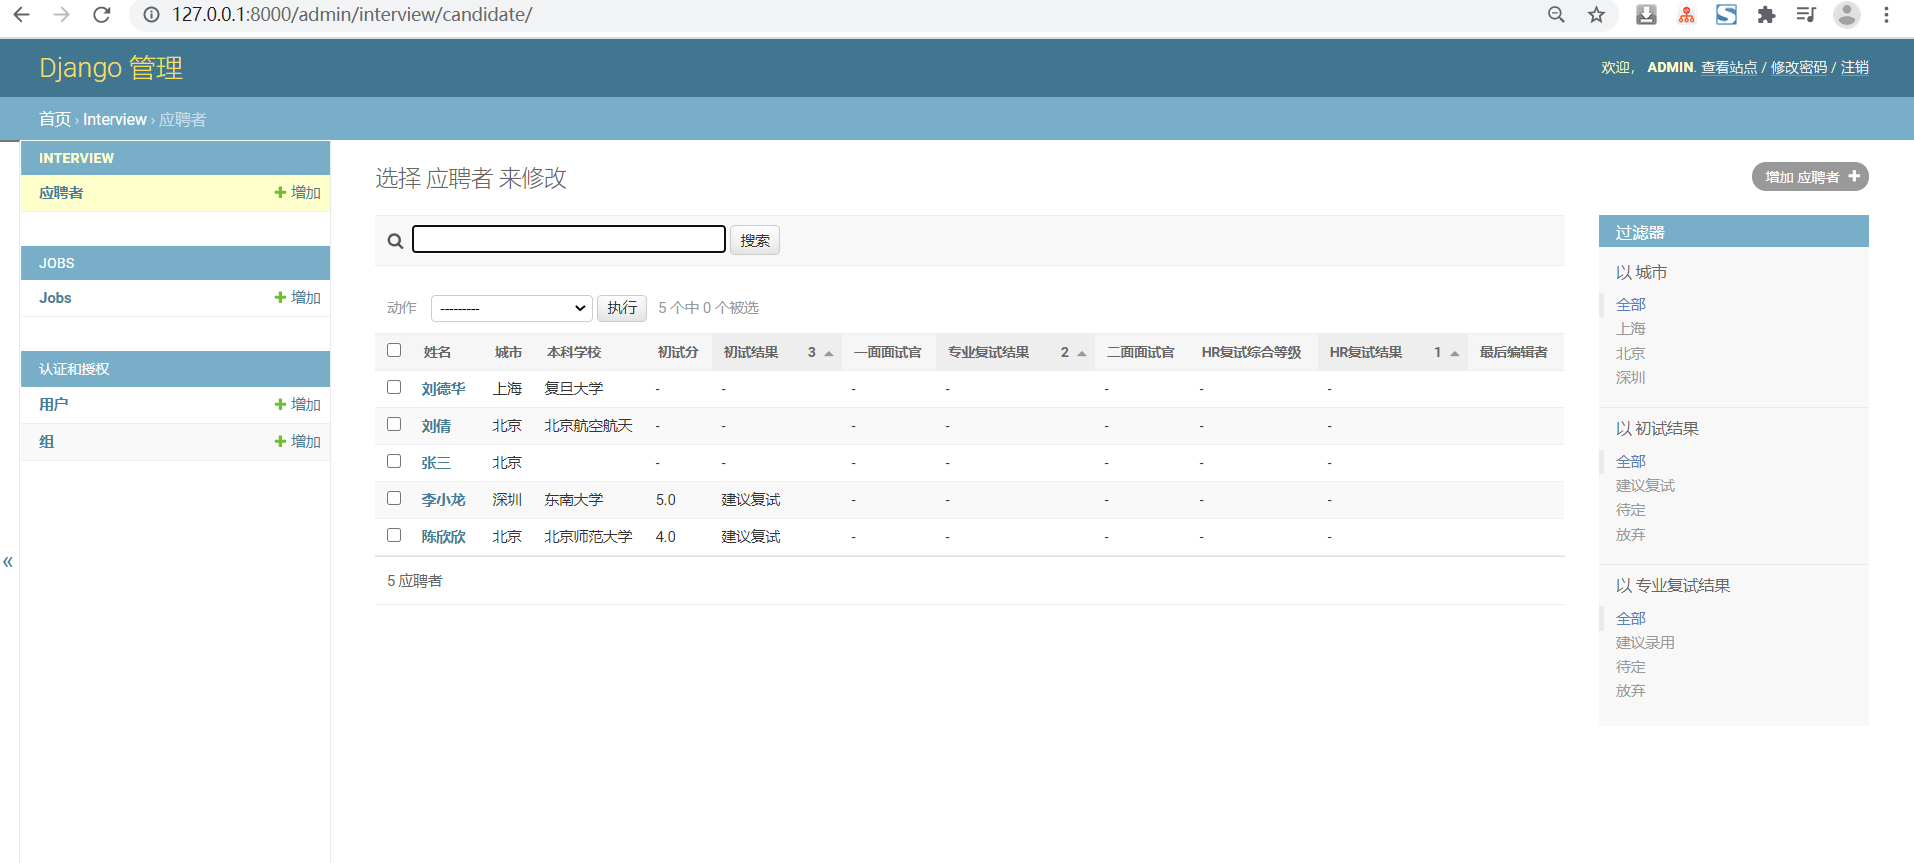 127.0.0.1:8000/admin/interview/candidate/
Django 管理
欢迎， ADMIN. 查看站点 / 修改密码 / 注销
首页 › Interview › 应聘者
INTERVIEW
应聘者 增加
JOBS
Jobs 增加
认证和授权
用户 增加
组 增加
«
选择 应聘者 来修改
增加 应聘者
搜索
动作 --------- 执行 5 个中 0 个被选
姓名 城市 本科学校 初试分 初试结果 3 一面面试官 专业复试结果 2 二面面试官 HR复试综合等级 HR复试结果 1 最后编辑者
刘德华 上海 复旦大学 - - - - - - -
刘倩 北京 北京航空航天 - - - - - - -
张三 北京 - - - - - - -
李小龙 深圳 东南大学 5.0 建议复试 - - - - -
陈欣欣 北京 北京师范大学 4.0 建议复试 - - - - -
5 应聘者
过滤器
以 城市
全部
上海
北京
深圳
以 初试结果
全部
建议复试
待定
放弃
以 专业复试结果
全部
建议录用
待定
放弃